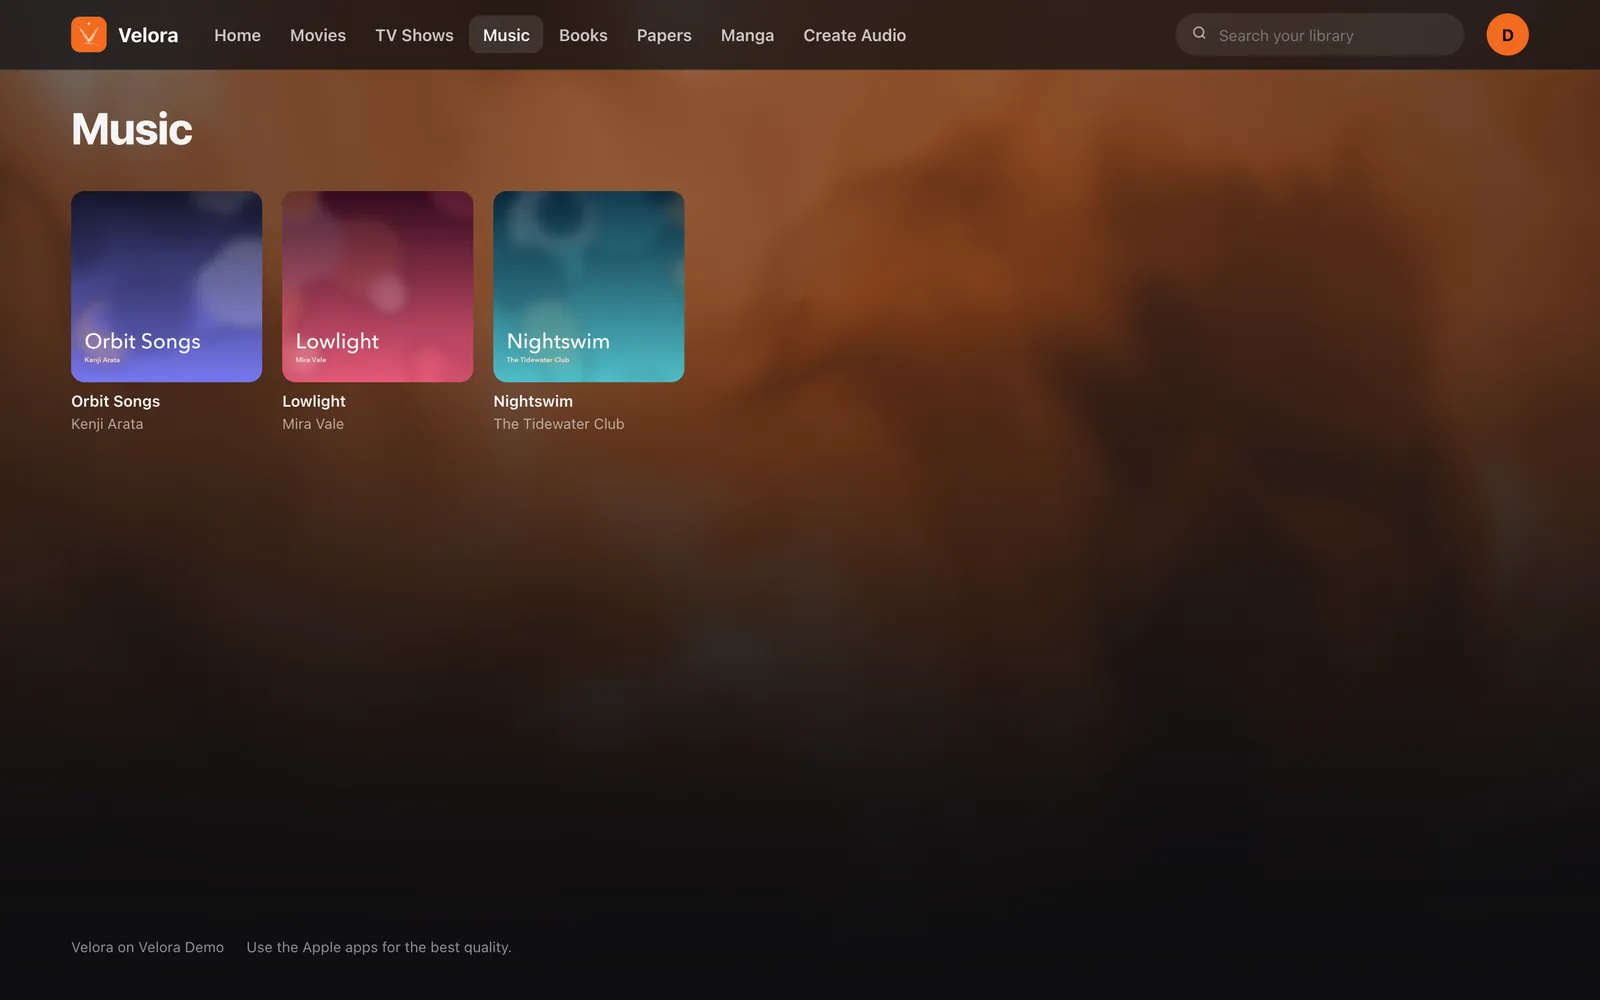 Velora
Home
Movies
TV Shows
Music
Books
Papers
Manga
Create Audio
Search your library
D
Music
Orbit Songs
Kenji Arata
Lowlight
Mira Vale
Nightswim
The Tidewater Club
Orbit Songs
Kenji Arata
Lowlight
Mira Vale
Nightswim
The Tidewater Club
Velora on Velora Demo
Use the Apple apps for the best quality.